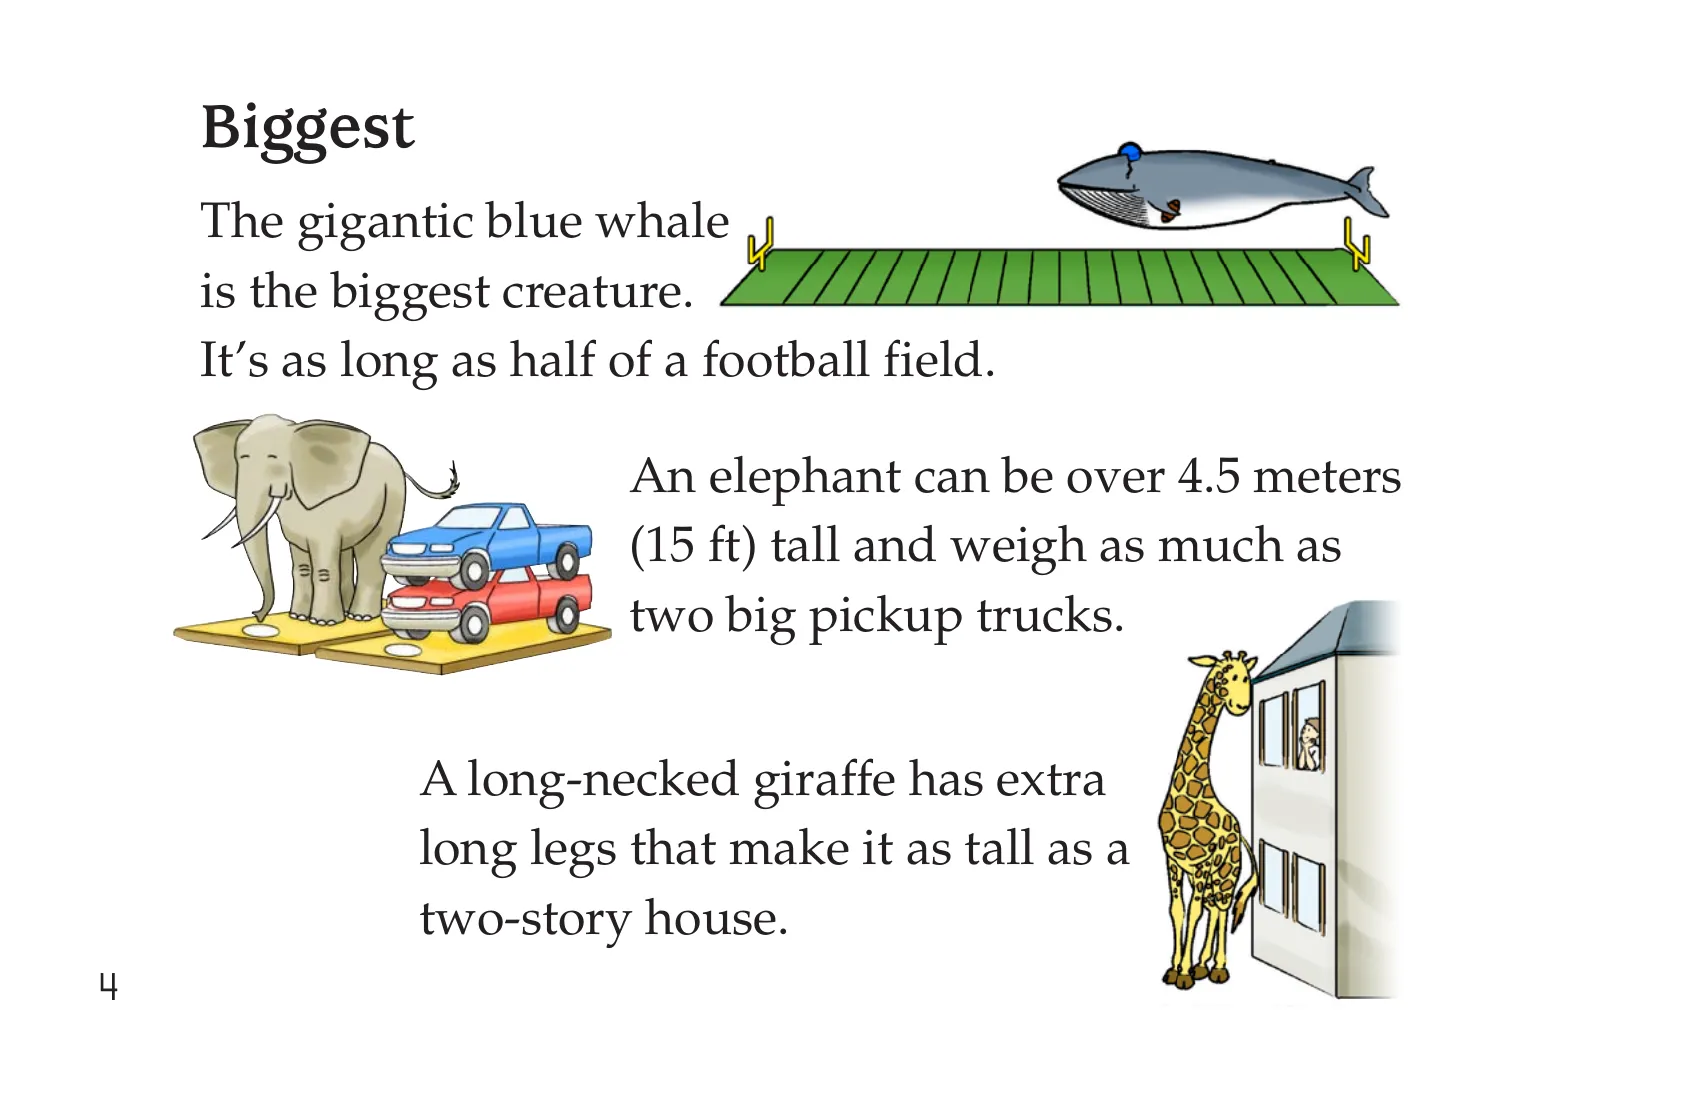 Biggest
The gigantic blue whale
is the biggest creature.
It’s as long as half of a football field.
An elephant can be over 4.5 meters
(15 ft) tall and weigh as much as
two big pickup trucks.
A long-necked giraffe has extra
long legs that make it as tall as a
two-story house.
4